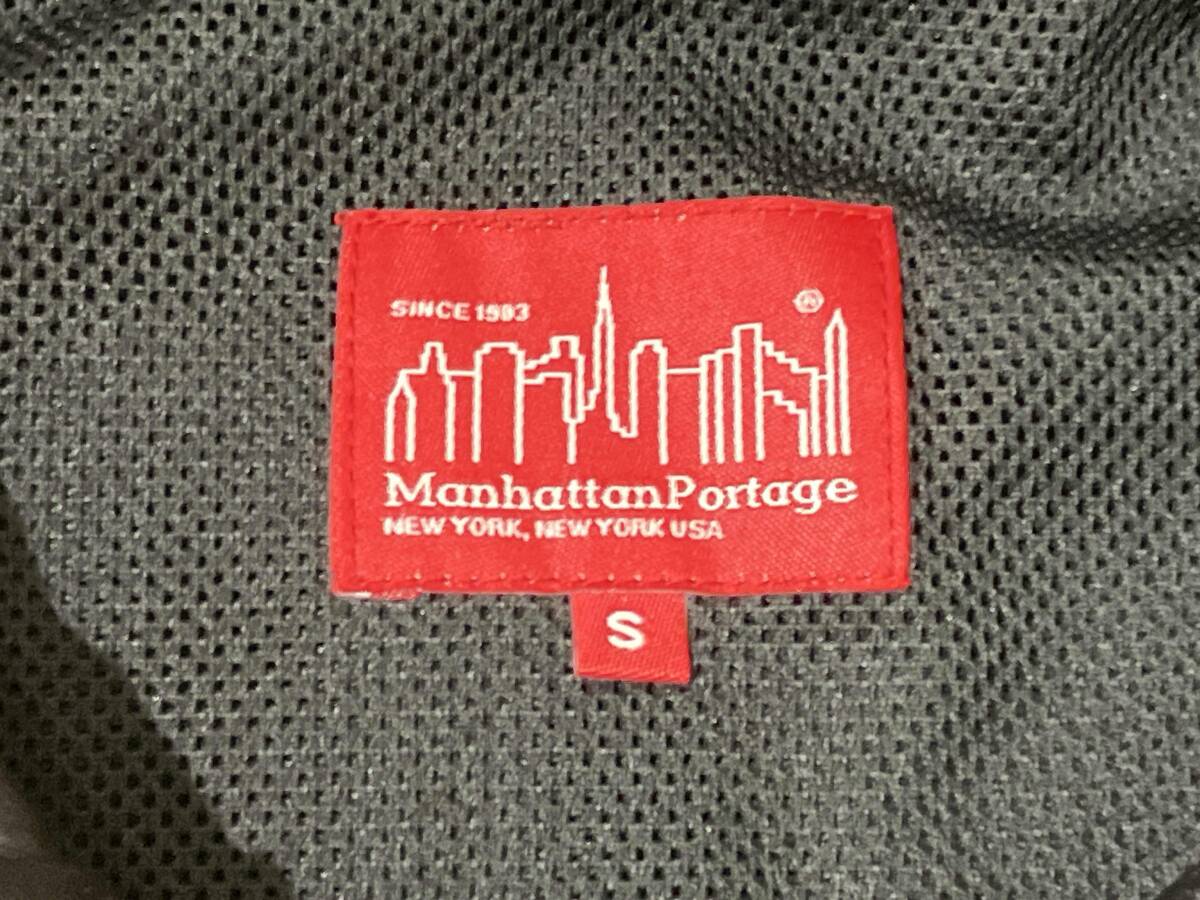 SINCE 1983
®
ManhattanPortage
NEW YORK, NEW YORK USA
S